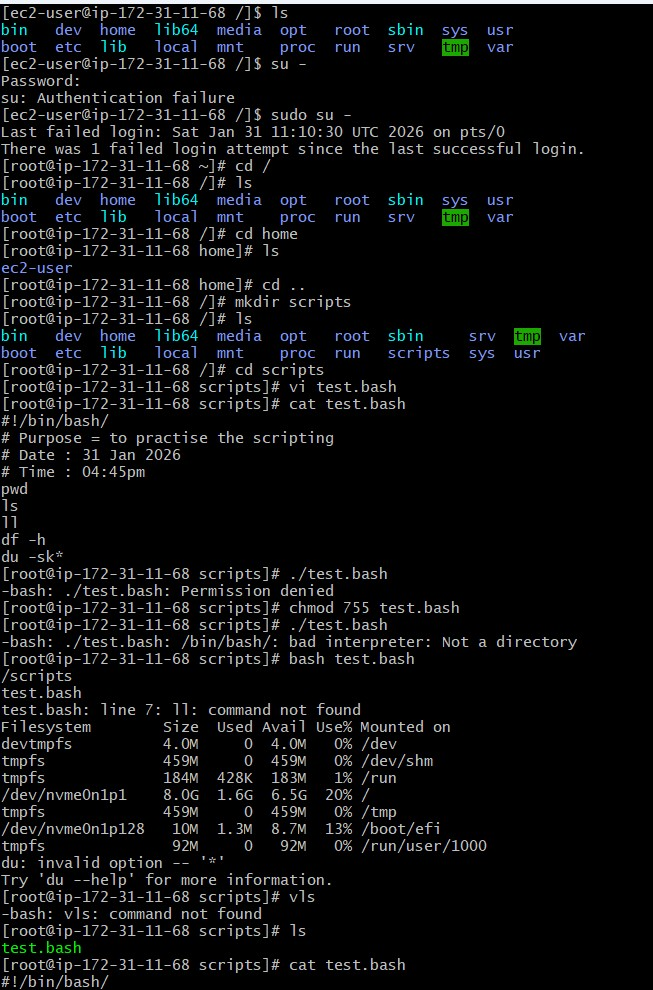 [ec2-user@ip-172-31-11-68 /]$ ls
bin   dev  home  lib64  media  opt   root  sbin  sys  usr
boot  etc  lib   local  mnt    proc  run   srv   tmp  var
[ec2-user@ip-172-31-11-68 /]$ su -
Password:
su: Authentication failure
[ec2-user@ip-172-31-11-68 /]$ sudo su -
Last failed login: Sat Jan 31 11:10:30 UTC 2026 on pts/0
There was 1 failed login attempt since the last successful login.
[root@ip-172-31-11-68 ~]# cd /
[root@ip-172-31-11-68 /]# ls
bin   dev  home  lib64  media  opt   root  sbin  sys  usr
boot  etc  lib   local  mnt    proc  run   srv   tmp  var
[root@ip-172-31-11-68 /]# cd home
[root@ip-172-31-11-68 home]# ls
ec2-user
[root@ip-172-31-11-68 home]# cd ..
[root@ip-172-31-11-68 /]# mkdir scripts
[root@ip-172-31-11-68 /]# ls
bin   dev  home  lib64  media  opt   root  sbin     srv  tmp  var
boot  etc  lib   local  mnt    proc  run   scripts  sys  usr
[root@ip-172-31-11-68 /]# cd scripts
[root@ip-172-31-11-68 scripts]# vi test.bash
[root@ip-172-31-11-68 scripts]# cat test.bash
#!/bin/bash/
# Purpose = to practise the scripting
# Date : 31 Jan 2026
# Time : 04:45pm
pwd
ls
ll
df -h
du -sk*
[root@ip-172-31-11-68 scripts]# ./test.bash
-bash: ./test.bash: Permission denied
[root@ip-172-31-11-68 scripts]# chmod 755 test.bash
[root@ip-172-31-11-68 scripts]# ./test.bash
-bash: ./test.bash: /bin/bash/: bad interpreter: Not a directory
[root@ip-172-31-11-68 scripts]# bash test.bash
/scripts
test.bash
test.bash: line 7: ll: command not found
Filesystem        Size  Used Avail Use% Mounted on
devtmpfs          4.0M     0  4.0M   0% /dev
tmpfs             459M     0  459M   0% /dev/shm
tmpfs             184M  428K  183M   1% /run
/dev/nvme0n1p1    8.0G  1.6G  6.5G  20% /
tmpfs             459M     0  459M   0% /tmp
/dev/nvme0n1p128   10M  1.3M  8.7M  13% /boot/efi
tmpfs              92M     0   92M   0% /run/user/1000
du: invalid option -- '*'
Try 'du --help' for more information.
[root@ip-172-31-11-68 scripts]# vls
-bash: vls: command not found
[root@ip-172-31-11-68 scripts]# ls
test.bash
[root@ip-172-31-11-68 scripts]# cat test.bash
#!/bin/bash/